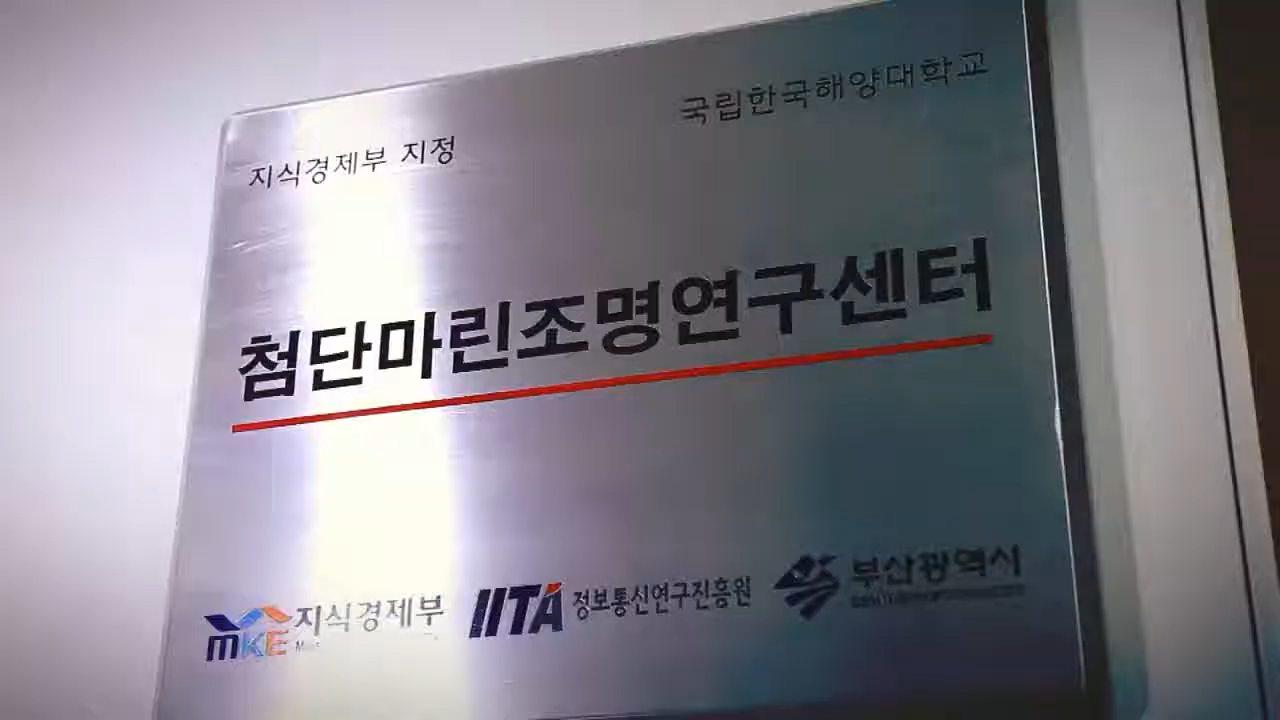 지식경제부 지정
국립한국해양대학교
첨단마린조명연구센터
MKE 지식경제부
IITA 정보통신연구진흥원
부산광역시